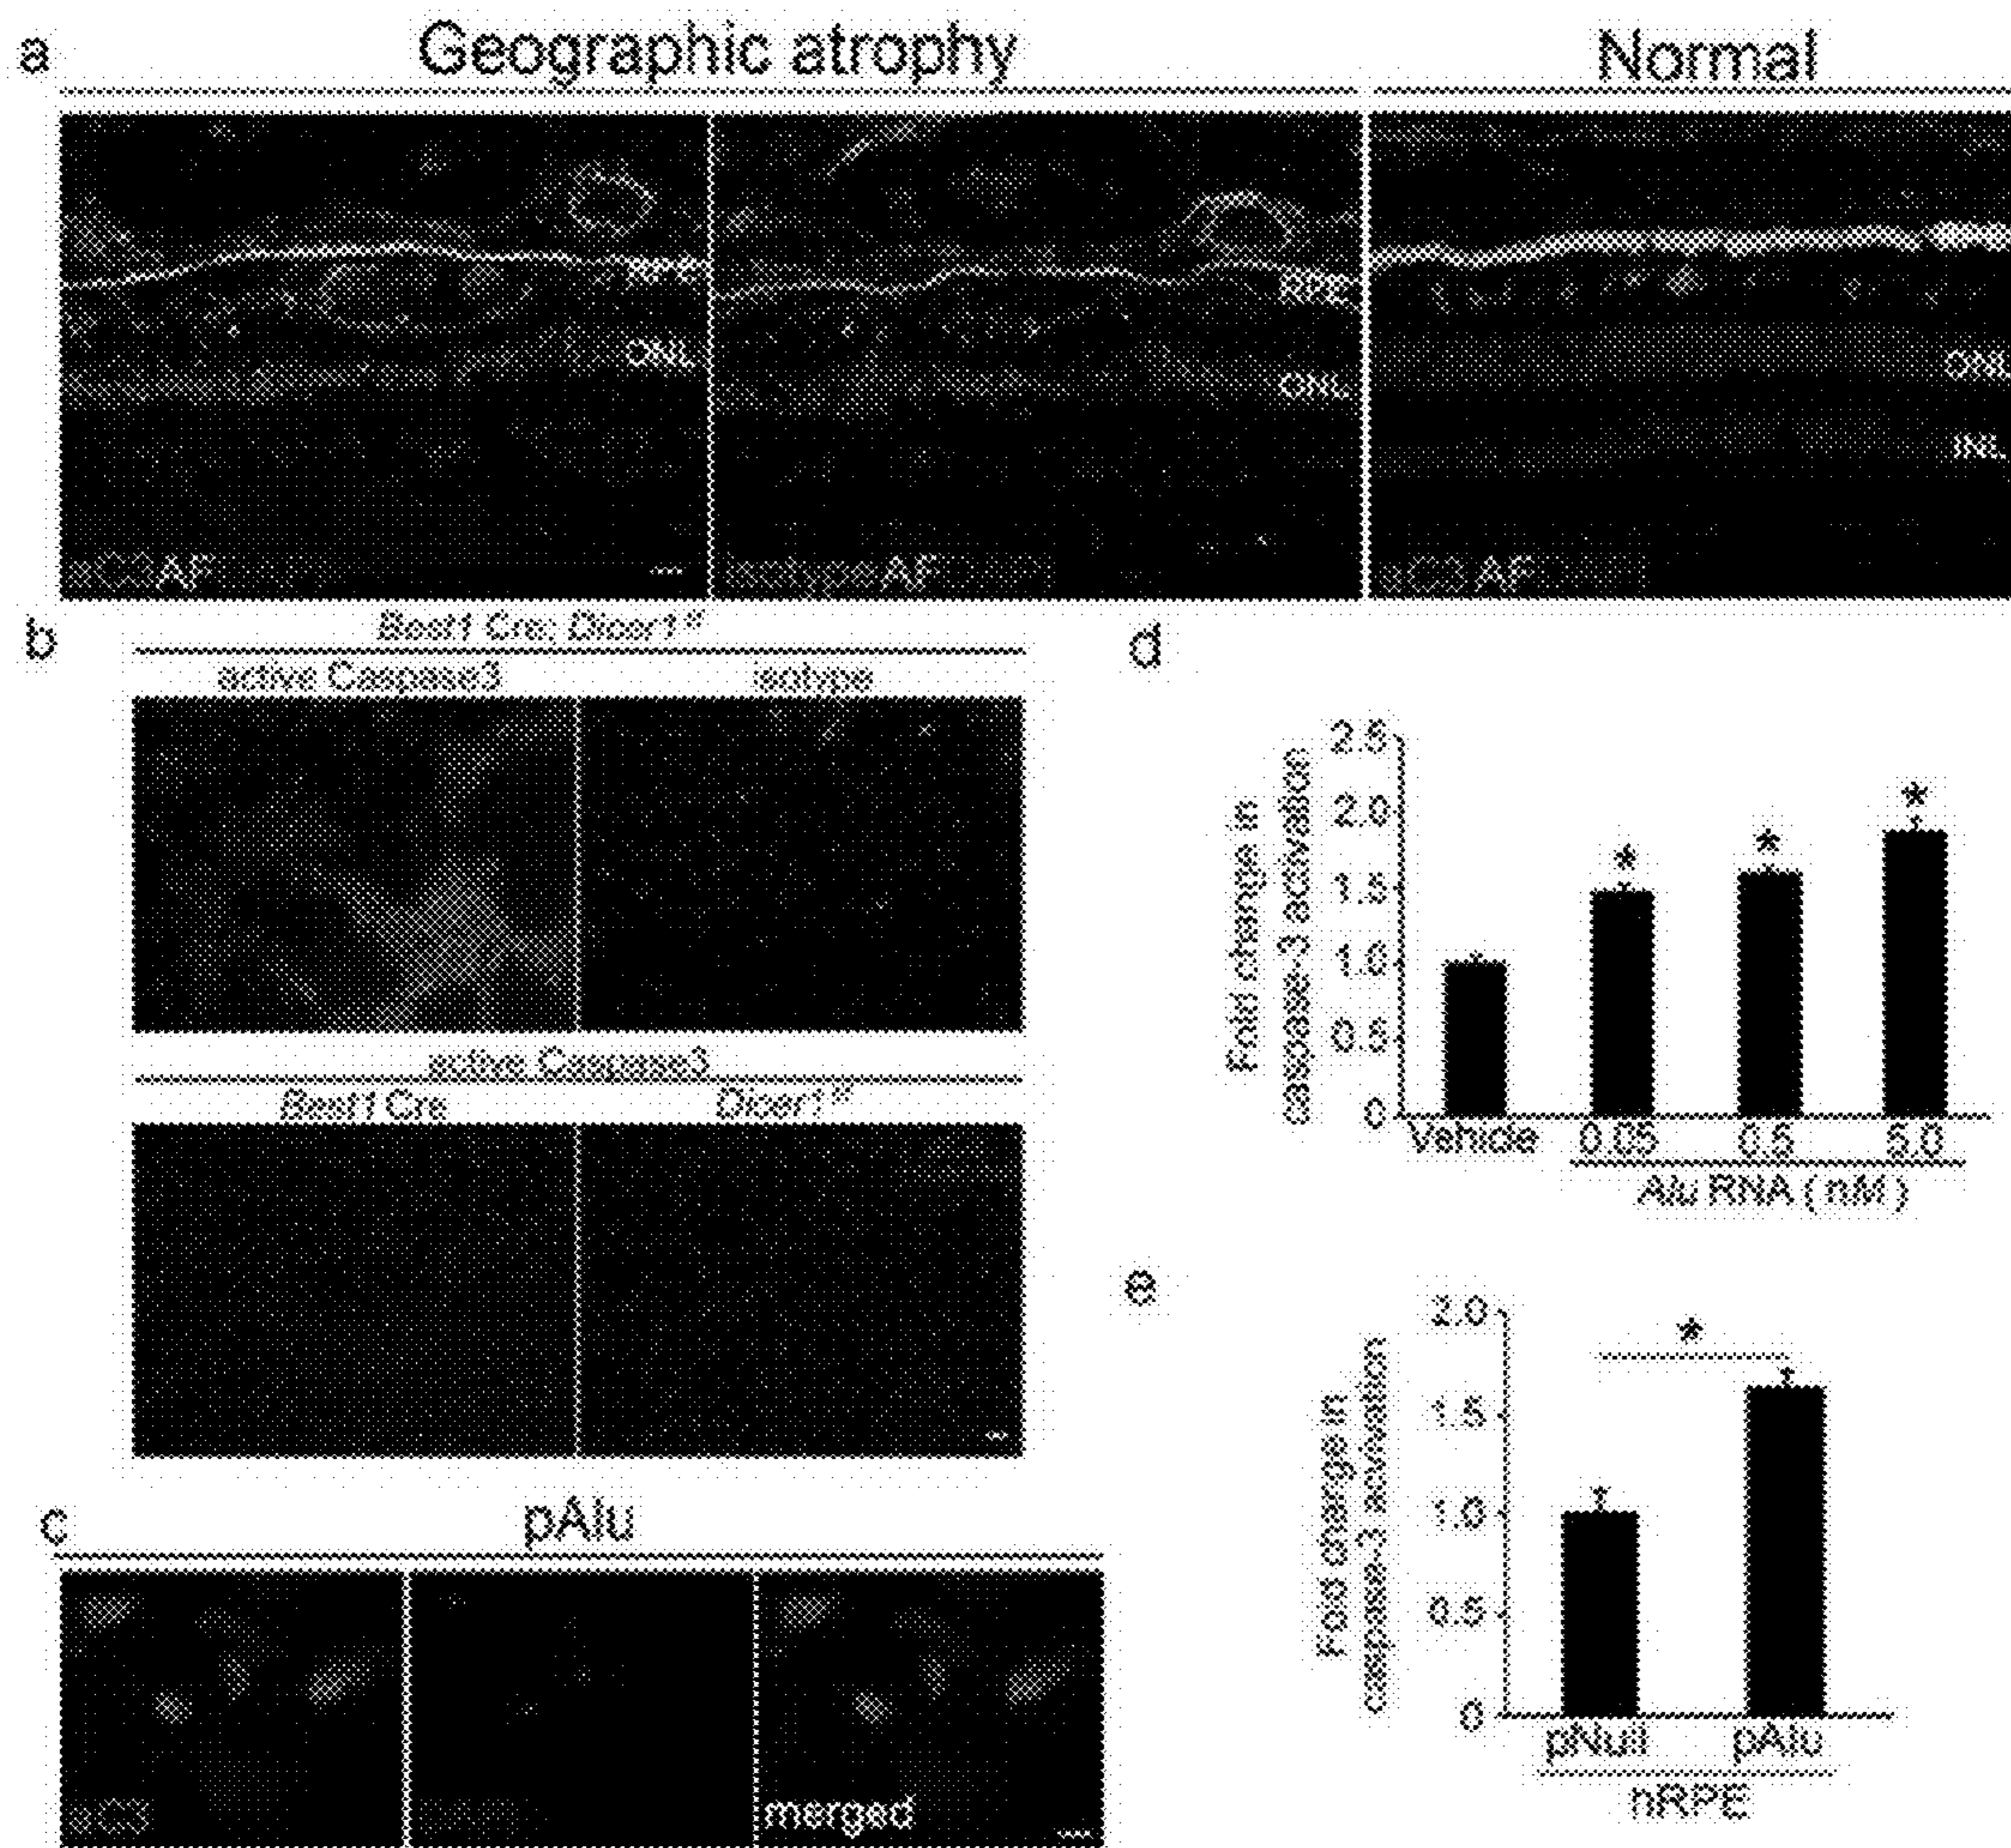 a
Geographic atrophy
Normal
RPE
ONL
AF
RPE
ONL
isotype AF
ONL
INL
aC3 AF
b
Best1 Cre; Dicer1
active Caspase3
isotype
active Caspase3
Best1 Cre
Dicer1
c
pAlu
aC3
merged
d
Fold change in
caspase-3 activation
2.5
2.0
1.5
1.0
0.5
0
Vehicle
0.05
0.5
5.0
Alu RNA (nM)
e
Fold change in
caspase-3 activation
2.0
*
1.5
1.0
0.5
0
pNull
pAlu
hRPE